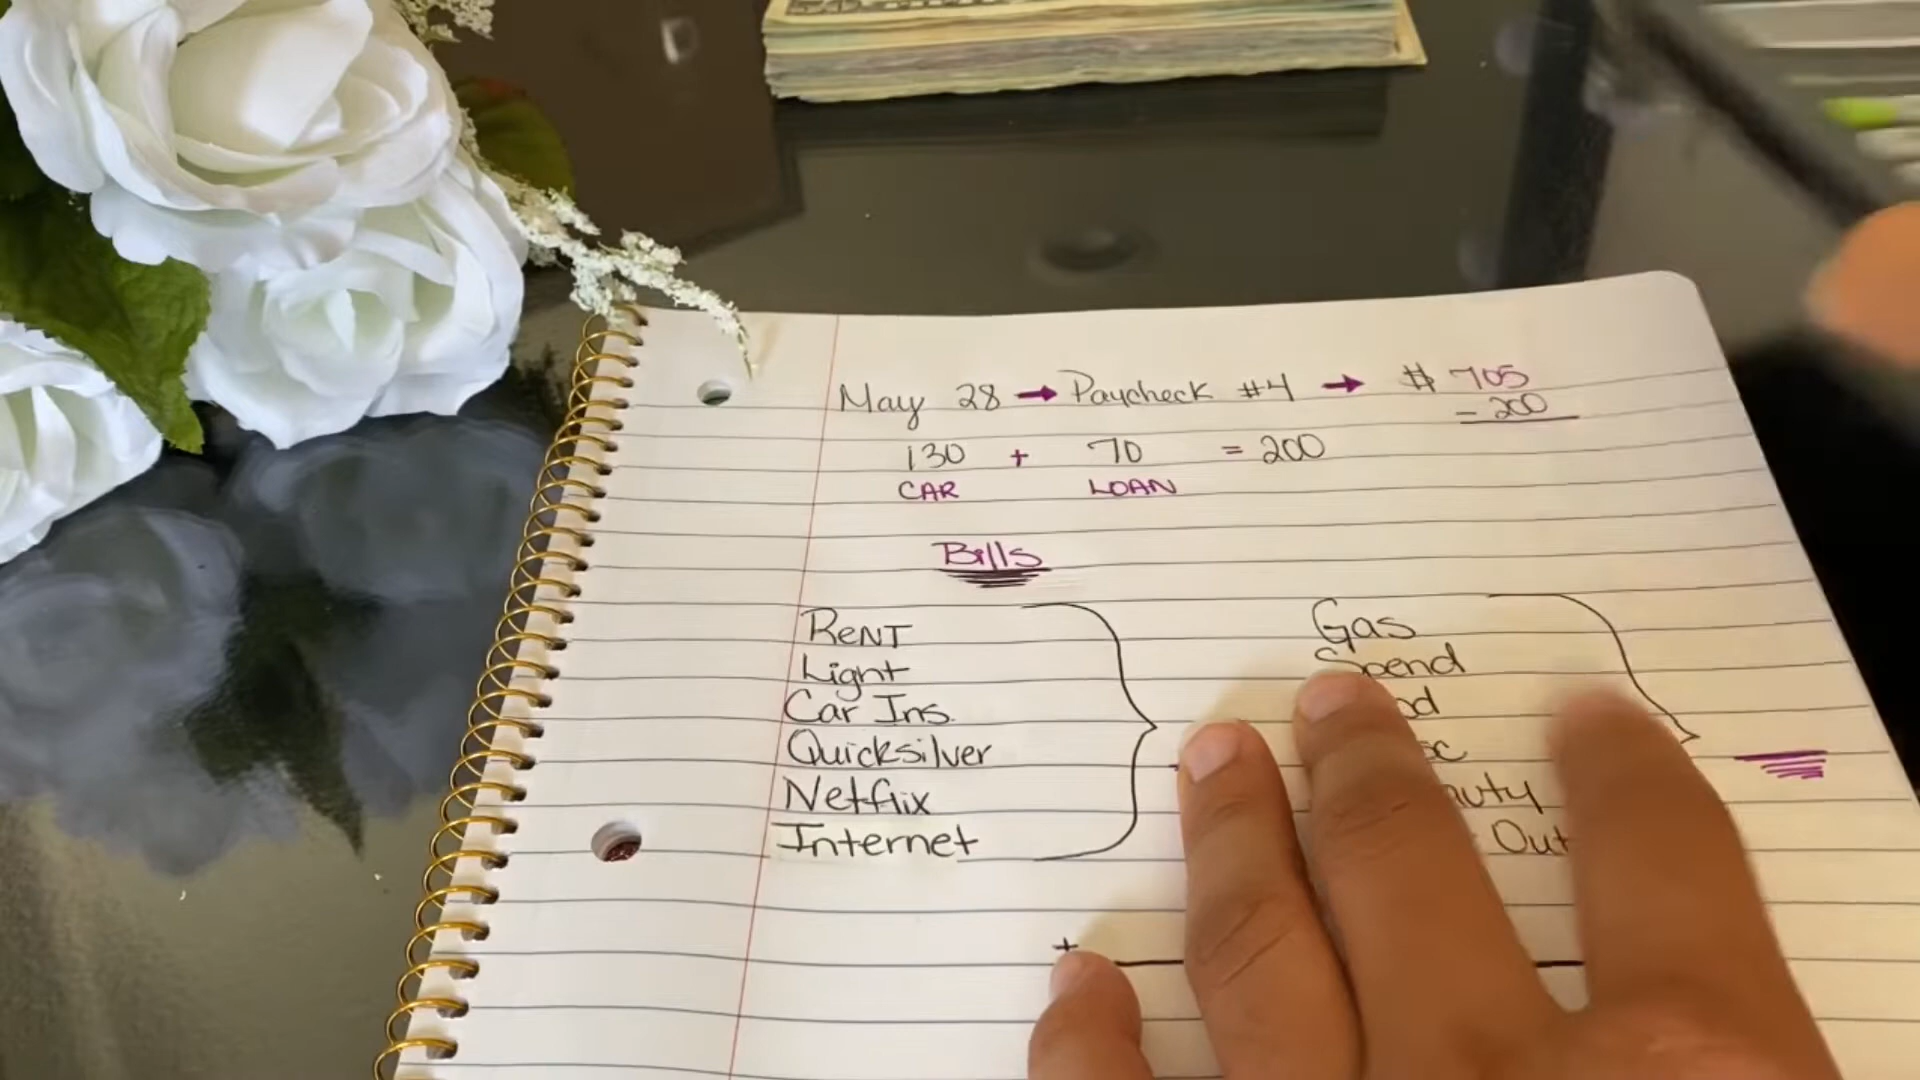 May 28 → Paycheck #4 → $ 705
- 200
130 + 70 = 200
CAR LOAN
Bills
RENT
Light
Car Ins.
Quicksilver
Netflix
Internet
Gas
Spend
Out
+